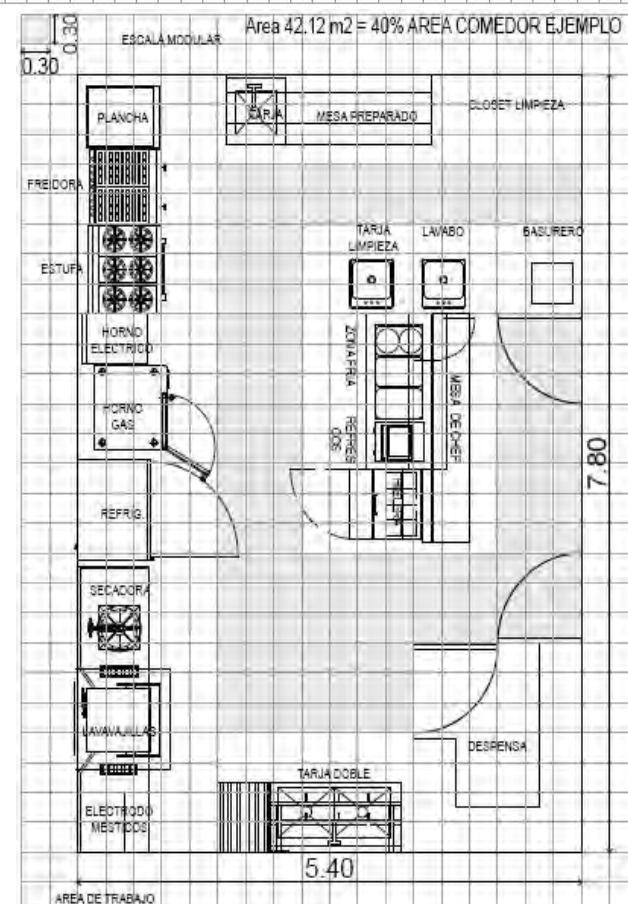 Area 42.12 m2 = 40% AREA COMEDOR EJEMPLO
0.30
ESCALA MODULAR
0.30
PLANCHA
TARJA
MESA PREPARADO
CLOSET LIMPIEZA
FREIDORA
TARJA
LIMPIEZA
LAVABO
BASURERO
ESTUFA
HORNO
ELECTRICO
ZONA FRIA
HORNO
GAS
MESA DE CHEF
REFRES
COS
7.80
REFRIG.
SECADORA
LAVAVAJILLAS
DESPENSA
TARJA DOBLE
ELECTRODO
MESTICOS
5.40
AREA DE TRABAJO